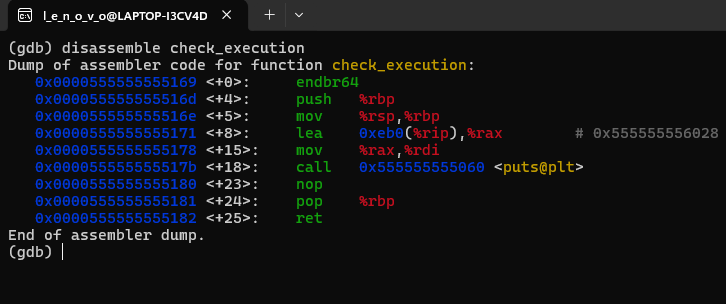 l_e_n_o_v_o@LAPTOP-I3CV4D
(gdb) disassemble check_execution
Dump of assembler code for function check_execution:
   0x0000555555555169 <+0>:     endbr64
   0x000055555555516d <+4>:     push   %rbp
   0x000055555555516e <+5>:     mov    %rsp,%rbp
   0x0000555555555171 <+8>:     lea    0xeb0(%rip),%rax        # 0x555555556028
   0x0000555555555178 <+15>:    mov    %rax,%rdi
   0x000055555555517b <+18>:    call   0x555555555060 <puts@plt>
   0x0000555555555180 <+23>:    nop
   0x0000555555555181 <+24>:    pop    %rbp
   0x0000555555555182 <+25>:    ret
End of assembler dump.
(gdb)